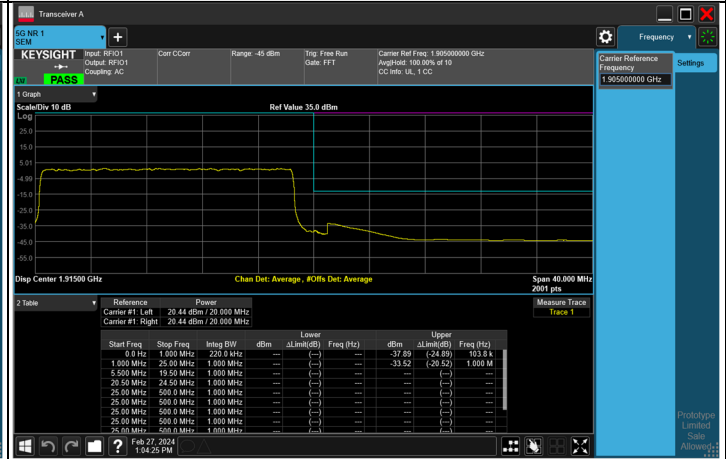 Transceiver A
5G NR 1
SEM
Frequency
KEYSIGHT
LXI PASS
Input: RFIO1
Output: RFIO1
Coupling: AC
Corr CCorr
Range: -45 dBm
Trig: Free Run
Gate: FFT
Carrier Ref Freq: 1.905000000 GHz
Avg|Hold: 100.00% of 10
CC Info: UL, 1 CC
Carrier Reference
Frequency
1.905000000 GHz
Settings
1 Graph
Scale/Div 10 dB Ref Value 35.0 dBm
Log
25.0
15.0
5.01
-4.99
-15.0
-25.0
-35.0
-45.0
-55.0
Disp Center 1.91500 GHz Chan Det: Average , #Offs Det: Average Span 40.000 MHz
2001 pts
2 Table
Reference Power
Carrier #1: Left 20.44 dBm / 20.000 MHz
Carrier #1: Right 20.44 dBm / 20.000 MHz
Measure Trace
Trace 1
Lower Upper
Start Freq Stop Freq Integ BW dBm ΔLimit(dB) Freq (Hz) dBm ΔLimit(dB) Freq (Hz)
0.0 Hz 1.000 MHz 220.0 kHz --- (---) --- -37.89 (-24.89) 103.8 k
1.000 MHz 25.00 MHz 1.000 MHz --- (---) --- -33.52 (-20.52) 1.000 M
5.500 MHz 19.50 MHz 1.000 MHz --- (---) --- --- (---) ---
20.50 MHz 24.50 MHz 1.000 MHz --- (---) --- --- (---) ---
25.00 MHz 500.0 MHz 1.000 MHz --- (---) --- --- (---) ---
25.00 MHz 500.0 MHz 1.000 MHz --- (---) --- --- (---) ---
25.00 MHz 500.0 MHz 1.000 MHz --- (---) --- --- (---) ---
25.00 MHz 500.0 MHz 1.000 MHz --- (---) --- --- (---) ---
25.00 MHz 500.0 MHz 1.000 MHz --- (---) --- --- (---) ---
Prototype
Limited
Sale
Allowed
?
Feb 27, 2024
1:04:25 PM